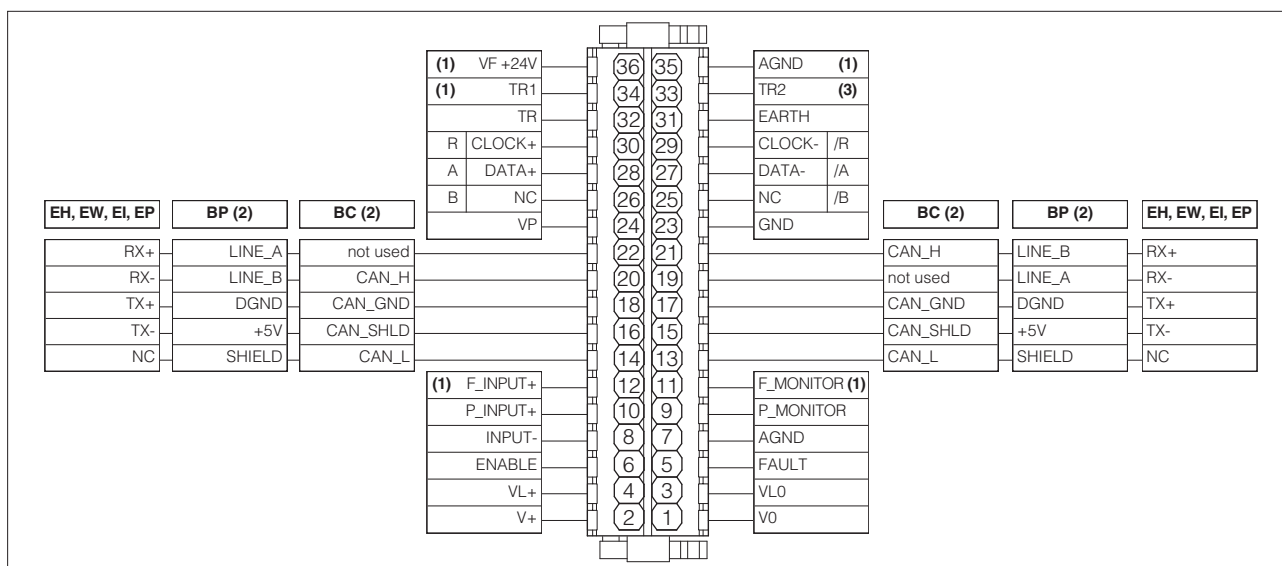 (1) VF +24V 36 35 AGND (1)
(1) TR1 34 33 TR2 (3)
TR 32 31 EARTH
R CLOCK+ 30 29 CLOCK- /R
A DATA+ 28 27 DATA- /A
B NC 26 25 NC /B
EH, EW, EI, EP BP (2) BC (2) VP 24 23 GND BC (2) BP (2) EH, EW, EI, EP
RX+ LINE_A not used 22 21 CAN_H LINE_B RX+
RX- LINE_B CAN_H 20 19 not used LINE_A RX-
TX+ DGND CAN_GND 18 17 CAN_GND DGND TX+
TX- +5V CAN_SHLD 16 15 CAN_SHLD +5V TX-
NC SHIELD CAN_L 14 13 CAN_L SHIELD NC
(1) F_INPUT+ 12 11 F_MONITOR (1)
P_INPUT+ 10 9 P_MONITOR
INPUT- 8 7 AGND
ENABLE 6 5 FAULT
VL+ 4 3 VL0
V+ 2 1 V0